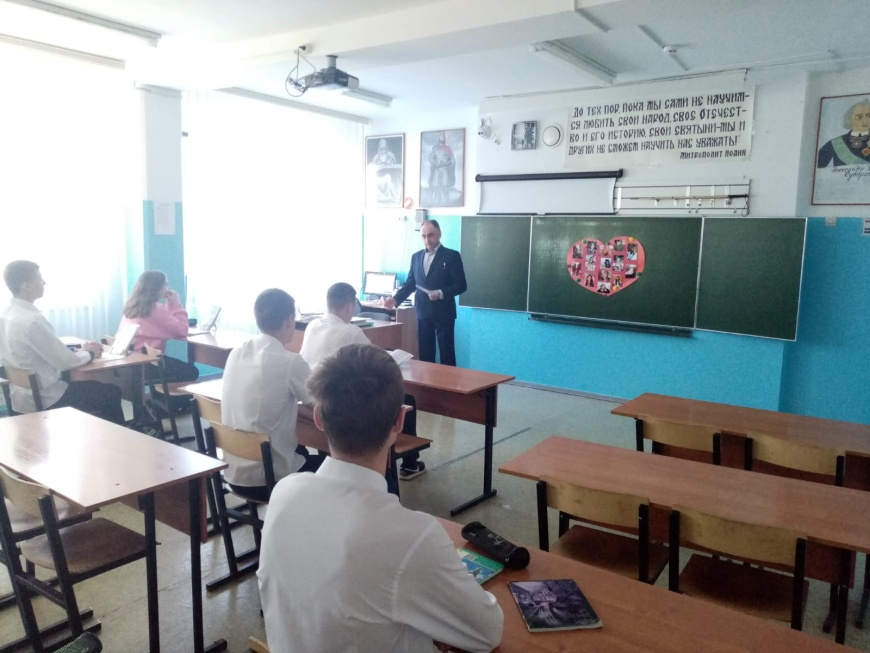 ДО ТЕХ ПОР, ПОКА МЫ САМИ НЕ НАУЧИМ-
СЯ ЛЮБИТЬ СВОЙ НАРОД, СВОЕ ОТЕЧЕСТ-
ВО И ЕГО ИСТОРИЮ, СВОИ СВЯТЫНИ-МЫ И
ДРУГИХ НЕ СМОЖЕМ НАУЧИТЬ НАС УВАЖАТЬ!
МИТРОПОЛИТ ИОАНН